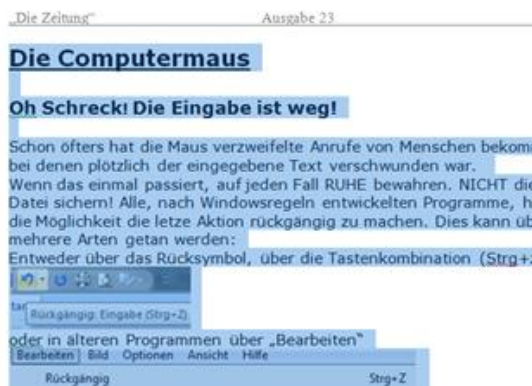 „Die Zeitung“ Ausgabe 23
Die Computermaus
Oh Schreck! Die Eingabe ist weg!
Schon öfters hat die Maus verzweifelte Anrufe von Menschen
bei denen plötzlich der eingegebene Text verschwunden war.
Wenn das einmal passiert, auf jeden Fall RUHE bewahren. NICHT die
Datei sichern! Alle, nach Windowsregeln entwickelten Programme,
die Möglichkeit die letze Aktion rückgängig zu machen. Dies kann
mehrere Arten getan werden:
Entweder über das Rücksymbol, über die Tastenkombination (Strg+z
Rückgängig: Eingabe (Strg+Z)
oder in älteren Programmen über „Bearbeiten“
Bearbeiten Bild Optionen Ansicht Hilfe
Rückgängig Strg+Z